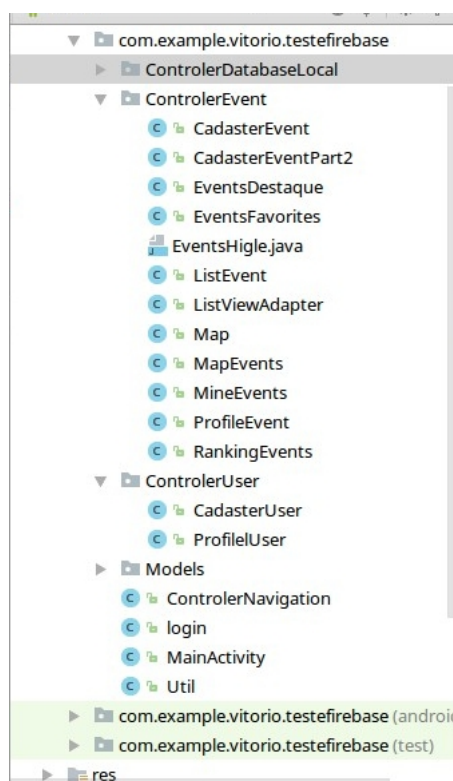 com.example.vitorio.testefirebase
ControlerDatabaseLocal
ControlerEvent
CadasterEvent
CadasterEventPart2
EventsDestaque
EventsFavorites
EventsHigle.java
ListEvent
ListViewAdapter
Map
MapEvents
MineEvents
ProfileEvent
RankingEvents
ControlerUser
CadasterUser
ProfilelUser
Models
ControlerNavigation
login
MainActivity
Util
com.example.vitorio.testefirebase (androi
com.example.vitorio.testefirebase (test)
res